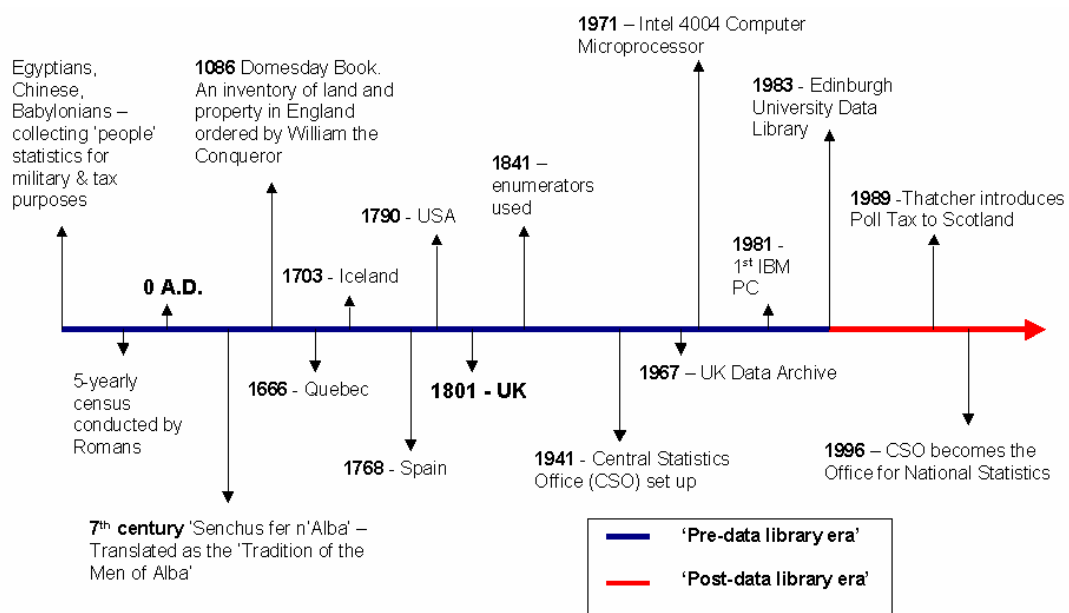 Egyptians,
Chinese,
Babylonians –
collecting 'people'
statistics for
military & tax
purposes
1086 Domesday Book.
An inventory of land and
property in England
ordered by William the
Conqueror
1971 – Intel 4004 Computer
Microprocessor
1983 - Edinburgh
University Data
Library
1841 –
enumerators
used
1790 - USA
1989 -Thatcher introduces
Poll Tax to Scotland
1981 -
1st IBM
PC
1703 - Iceland
0 A.D.
5-yearly
census
conducted by
Romans
1666 - Quebec
1801 - UK
1967 – UK Data Archive
1768 - Spain
1941 - Central Statistics
Office (CSO) set up
1996 – CSO becomes the
Office for National Statistics
7th century 'Senchus fer n'Alba' –
Translated as the 'Tradition of the
Men of Alba'
'Pre-data library era'
'Post-data library era'